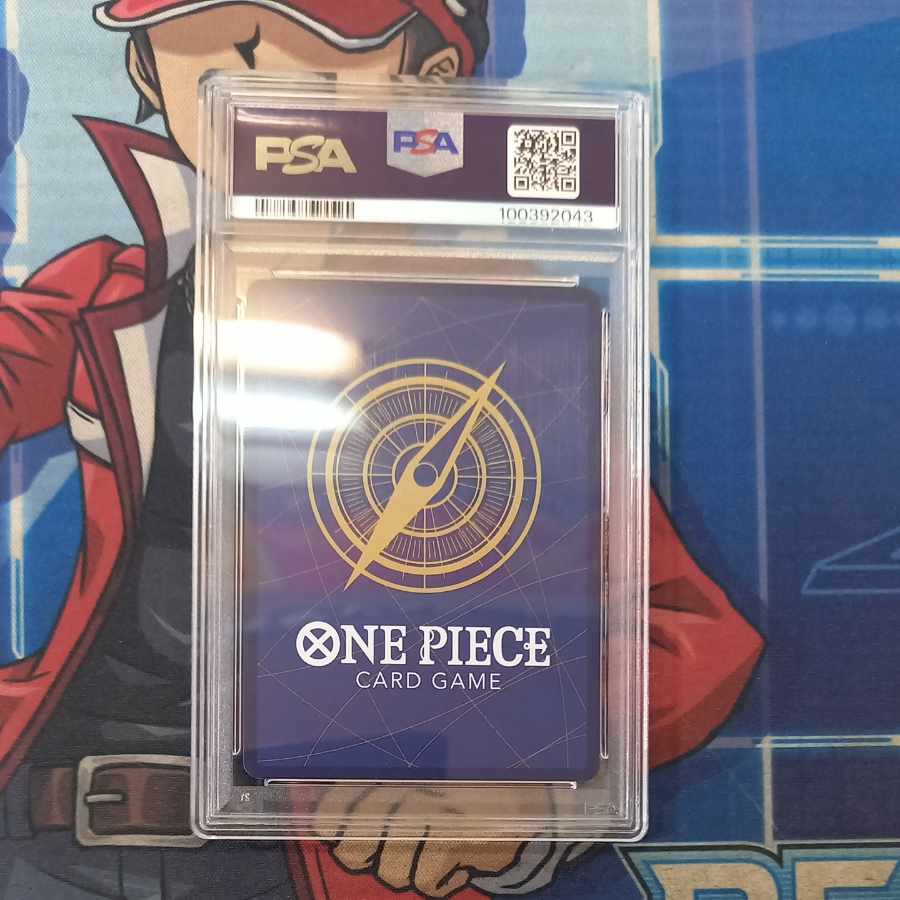 PSA PSA
100392043
ONE PIECE
CARD GAME